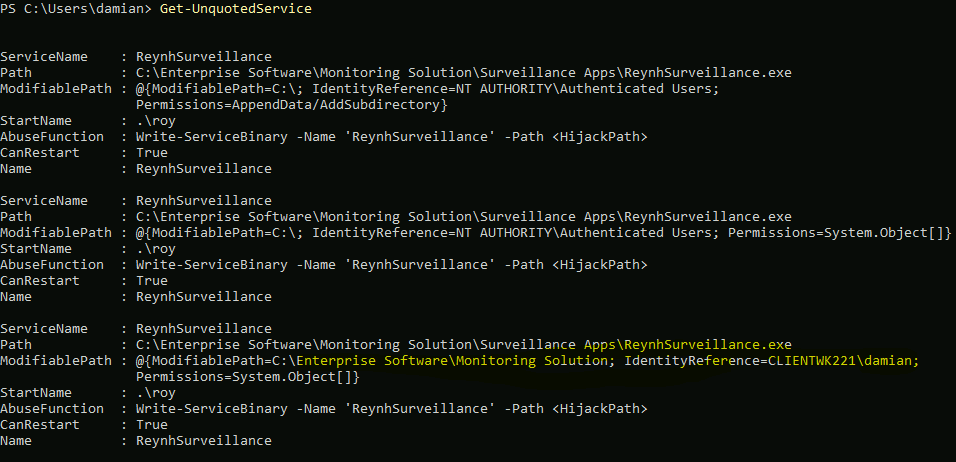 PS C:\Users\damian> Get-UnquotedService
ServiceName    : ReynhSurveillance
Path           : C:\Enterprise Software\Monitoring Solution\Surveillance Apps\ReynhSurveillance.exe
ModifiablePath : @{ModifiablePath=C:\; IdentityReference=NT AUTHORITY\Authenticated Users;
                 Permissions=AppendData/AddSubdirectory}
StartName      : .\roy
AbuseFunction  : Write-ServiceBinary -Name 'ReynhSurveillance' -Path <HijackPath>
CanRestart     : True
Name           : ReynhSurveillance
ServiceName    : ReynhSurveillance
Path           : C:\Enterprise Software\Monitoring Solution\Surveillance Apps\ReynhSurveillance.exe
ModifiablePath : @{ModifiablePath=C:\; IdentityReference=NT AUTHORITY\Authenticated Users; Permissions=System.Object[]}
StartName      : .\roy
AbuseFunction  : Write-ServiceBinary -Name 'ReynhSurveillance' -Path <HijackPath>
CanRestart     : True
Name           : ReynhSurveillance
ServiceName    : ReynhSurveillance
Path           : C:\Enterprise Software\Monitoring Solution\Surveillance Apps\ReynhSurveillance.exe
ModifiablePath : @{ModifiablePath=C:\Enterprise Software\Monitoring Solution; IdentityReference=CLIENTWK221\damian;
                 Permissions=System.Object[]}
StartName      : .\roy
AbuseFunction  : Write-ServiceBinary -Name 'ReynhSurveillance' -Path <HijackPath>
CanRestart     : True
Name           : ReynhSurveillance